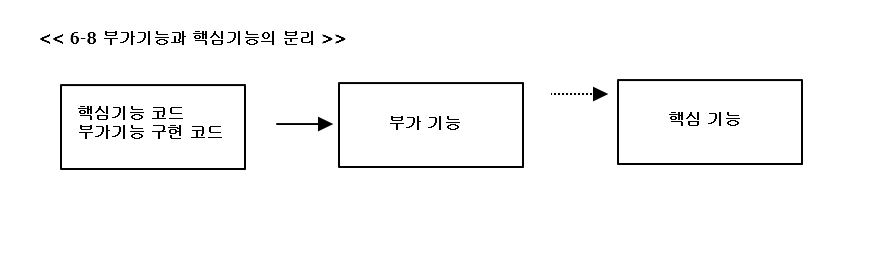 << 6-8 부가기능과 핵심기능의 분리 >>
핵심기능 코드
부가기능 구현 코드
부가 기능
핵심 기능